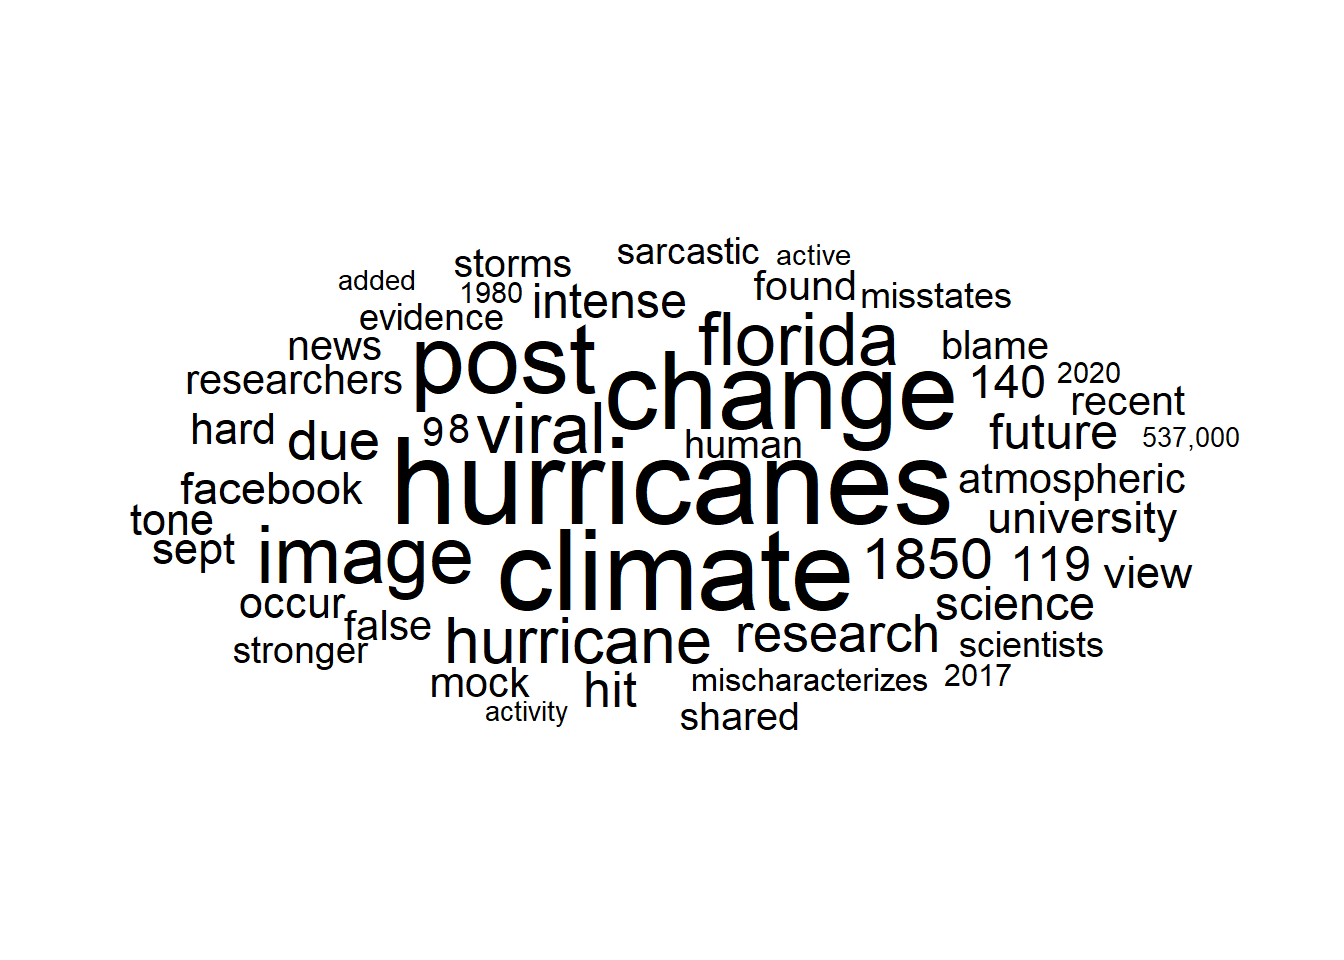 sarcastic
active
storms
added
1980
intense
found
misstates
evidence
florida
news
post
blame
researchers
change
140
2020
recent
hard
due
9
8
viral
human
future
537,000
facebook
hurricanes
atmospheric
tone
university
sept
image
climate
1850
119
view
occur
false
science
stronger
hurricane
research
scientists
mock
hit
mischaracterizes
2017
activity
shared